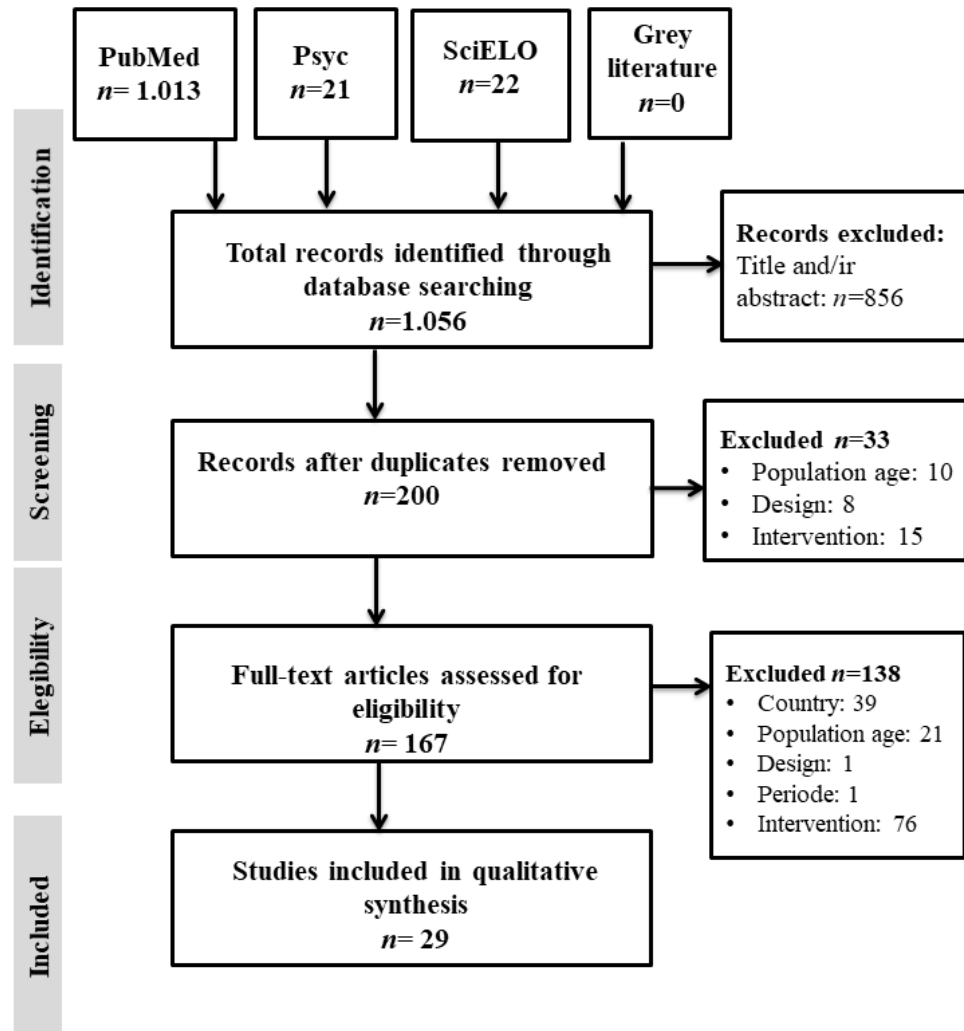 PubMed
n= 1.013
Psyc
n=21
SciELO
n=22
Grey
literature
n=0
Identification
Total records identified through
database searching
n=1.056
Records excluded:
Title and/ir
abstract: n=856
Screening
Records after duplicates removed
n=200
Excluded n=33
• Population age: 10
• Design: 8
• Intervention: 15
Elegibility
Full-text articles assessed for
eligibility
n= 167
Excluded n=138
• Country: 39
• Population age: 21
• Design: 1
• Periode: 1
• Intervention: 76
Included
Studies included in qualitative
synthesis
n= 29